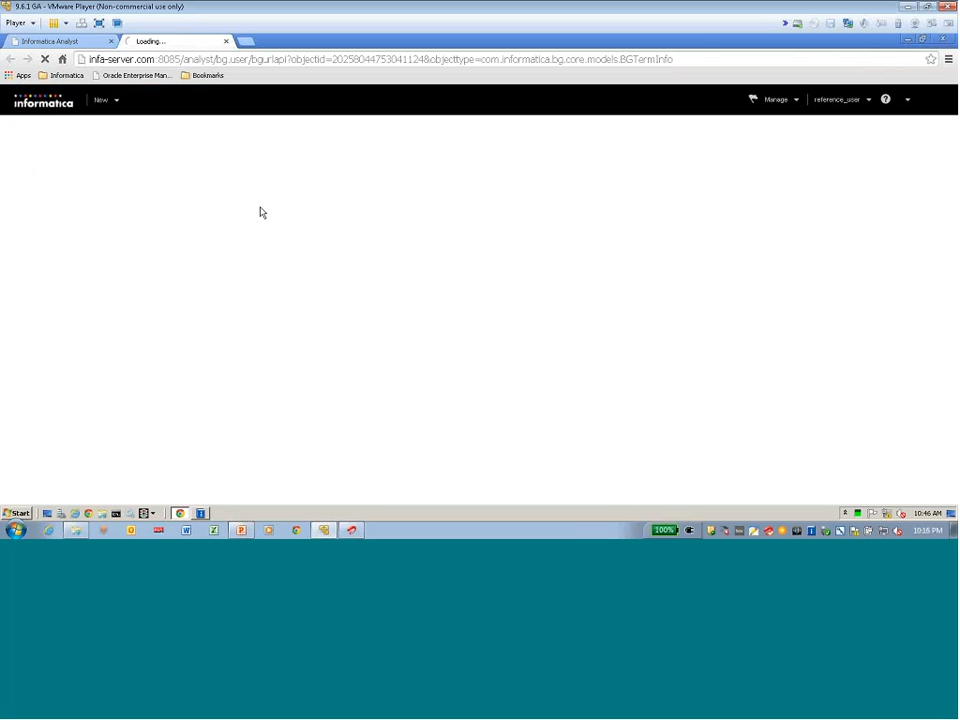 9.6.1 GA - VMware Player (Non-commercial use only)
Player
Informatica Analyst
Loading...
infa-server.com:8085/analyst/bg.user/bgurlapi?objectid=20258044753041124&objecttype=com.informatica.bg.core.models.BGTermInfo
Apps
Informatica
Oracle Enterprise Man...
Bookmarks
informatica
New
Manage
reference_user
Start
10:46 AM
100%
10:16 PM